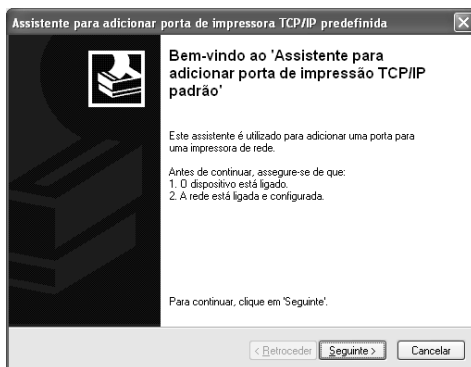 Assistente para adicionar porta de impressora TCP/IP predefinida
Bem-vindo ao 'Assistente para
adicionar porta de impressão TCP/IP
padrão'
Este assistente é utilizado para adicionar uma porta para
uma impressora de rede.
Antes de continuar, assegure-se de que:
1. O dispositivo está ligado.
2. A rede está ligada e configurada.
Para continuar, clique em 'Seguinte'.
< Retroceder Seguinte > Cancelar